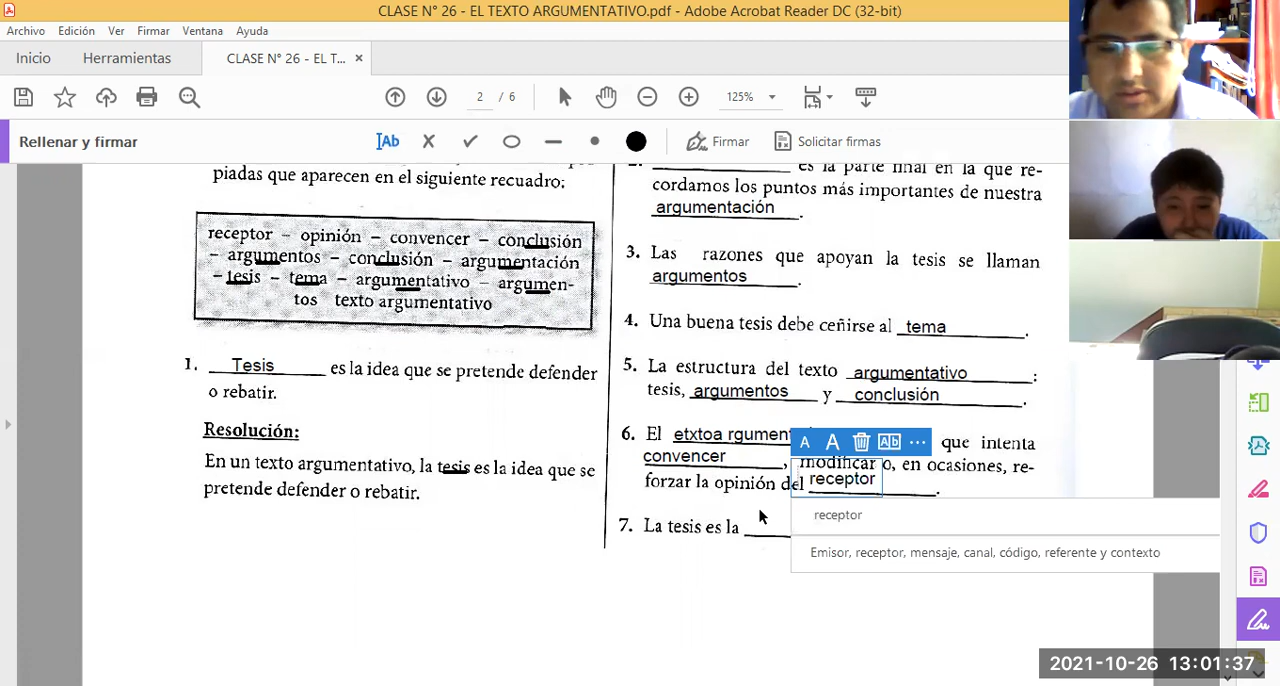 CLASE N° 26 - EL TEXTO ARGUMENTATIVO.pdf - Adobe Acrobat Reader DC (32-bit)
Archivo Edición Ver Firmar Ventana Ayuda
Inicio Herramientas CLASE N° 26 - EL T... ×
2 / 6 125%
Rellenar y firmar Ab Firmar Solicitar firmas
piadas que aparecen en el siguiente recuadro:
receptor – opinión – convencer – conclusión
– argumentos – conclusión – argumentación
– tesis – tema – argumentativo – argumen-
tos texto argumentativo
1. Tesis es la idea que se pretende defender
o rebatir.
Resolución:
En un texto argumentativo, la tesis es la idea que se
pretende defender o rebatir.
es la parte final en la que re-
cordamos los puntos más importantes de nuestra
argumentación.
3. Las razones que apoyan la tesis se llaman
argumentos.
4. Una buena tesis debe ceñirse al tema.
5. La estructura del texto argumentativo:
tesis, argumentos y conclusión.
6. El etxtoa rgument que intenta
convencer, modificar o, en ocasiones, re-
forzar la opinión del receptor.
7. La tesis es la
A A Ab ...
receptor
Emisor, receptor, mensaje, canal, código, referente y contexto
2021-10-26 13:01:37